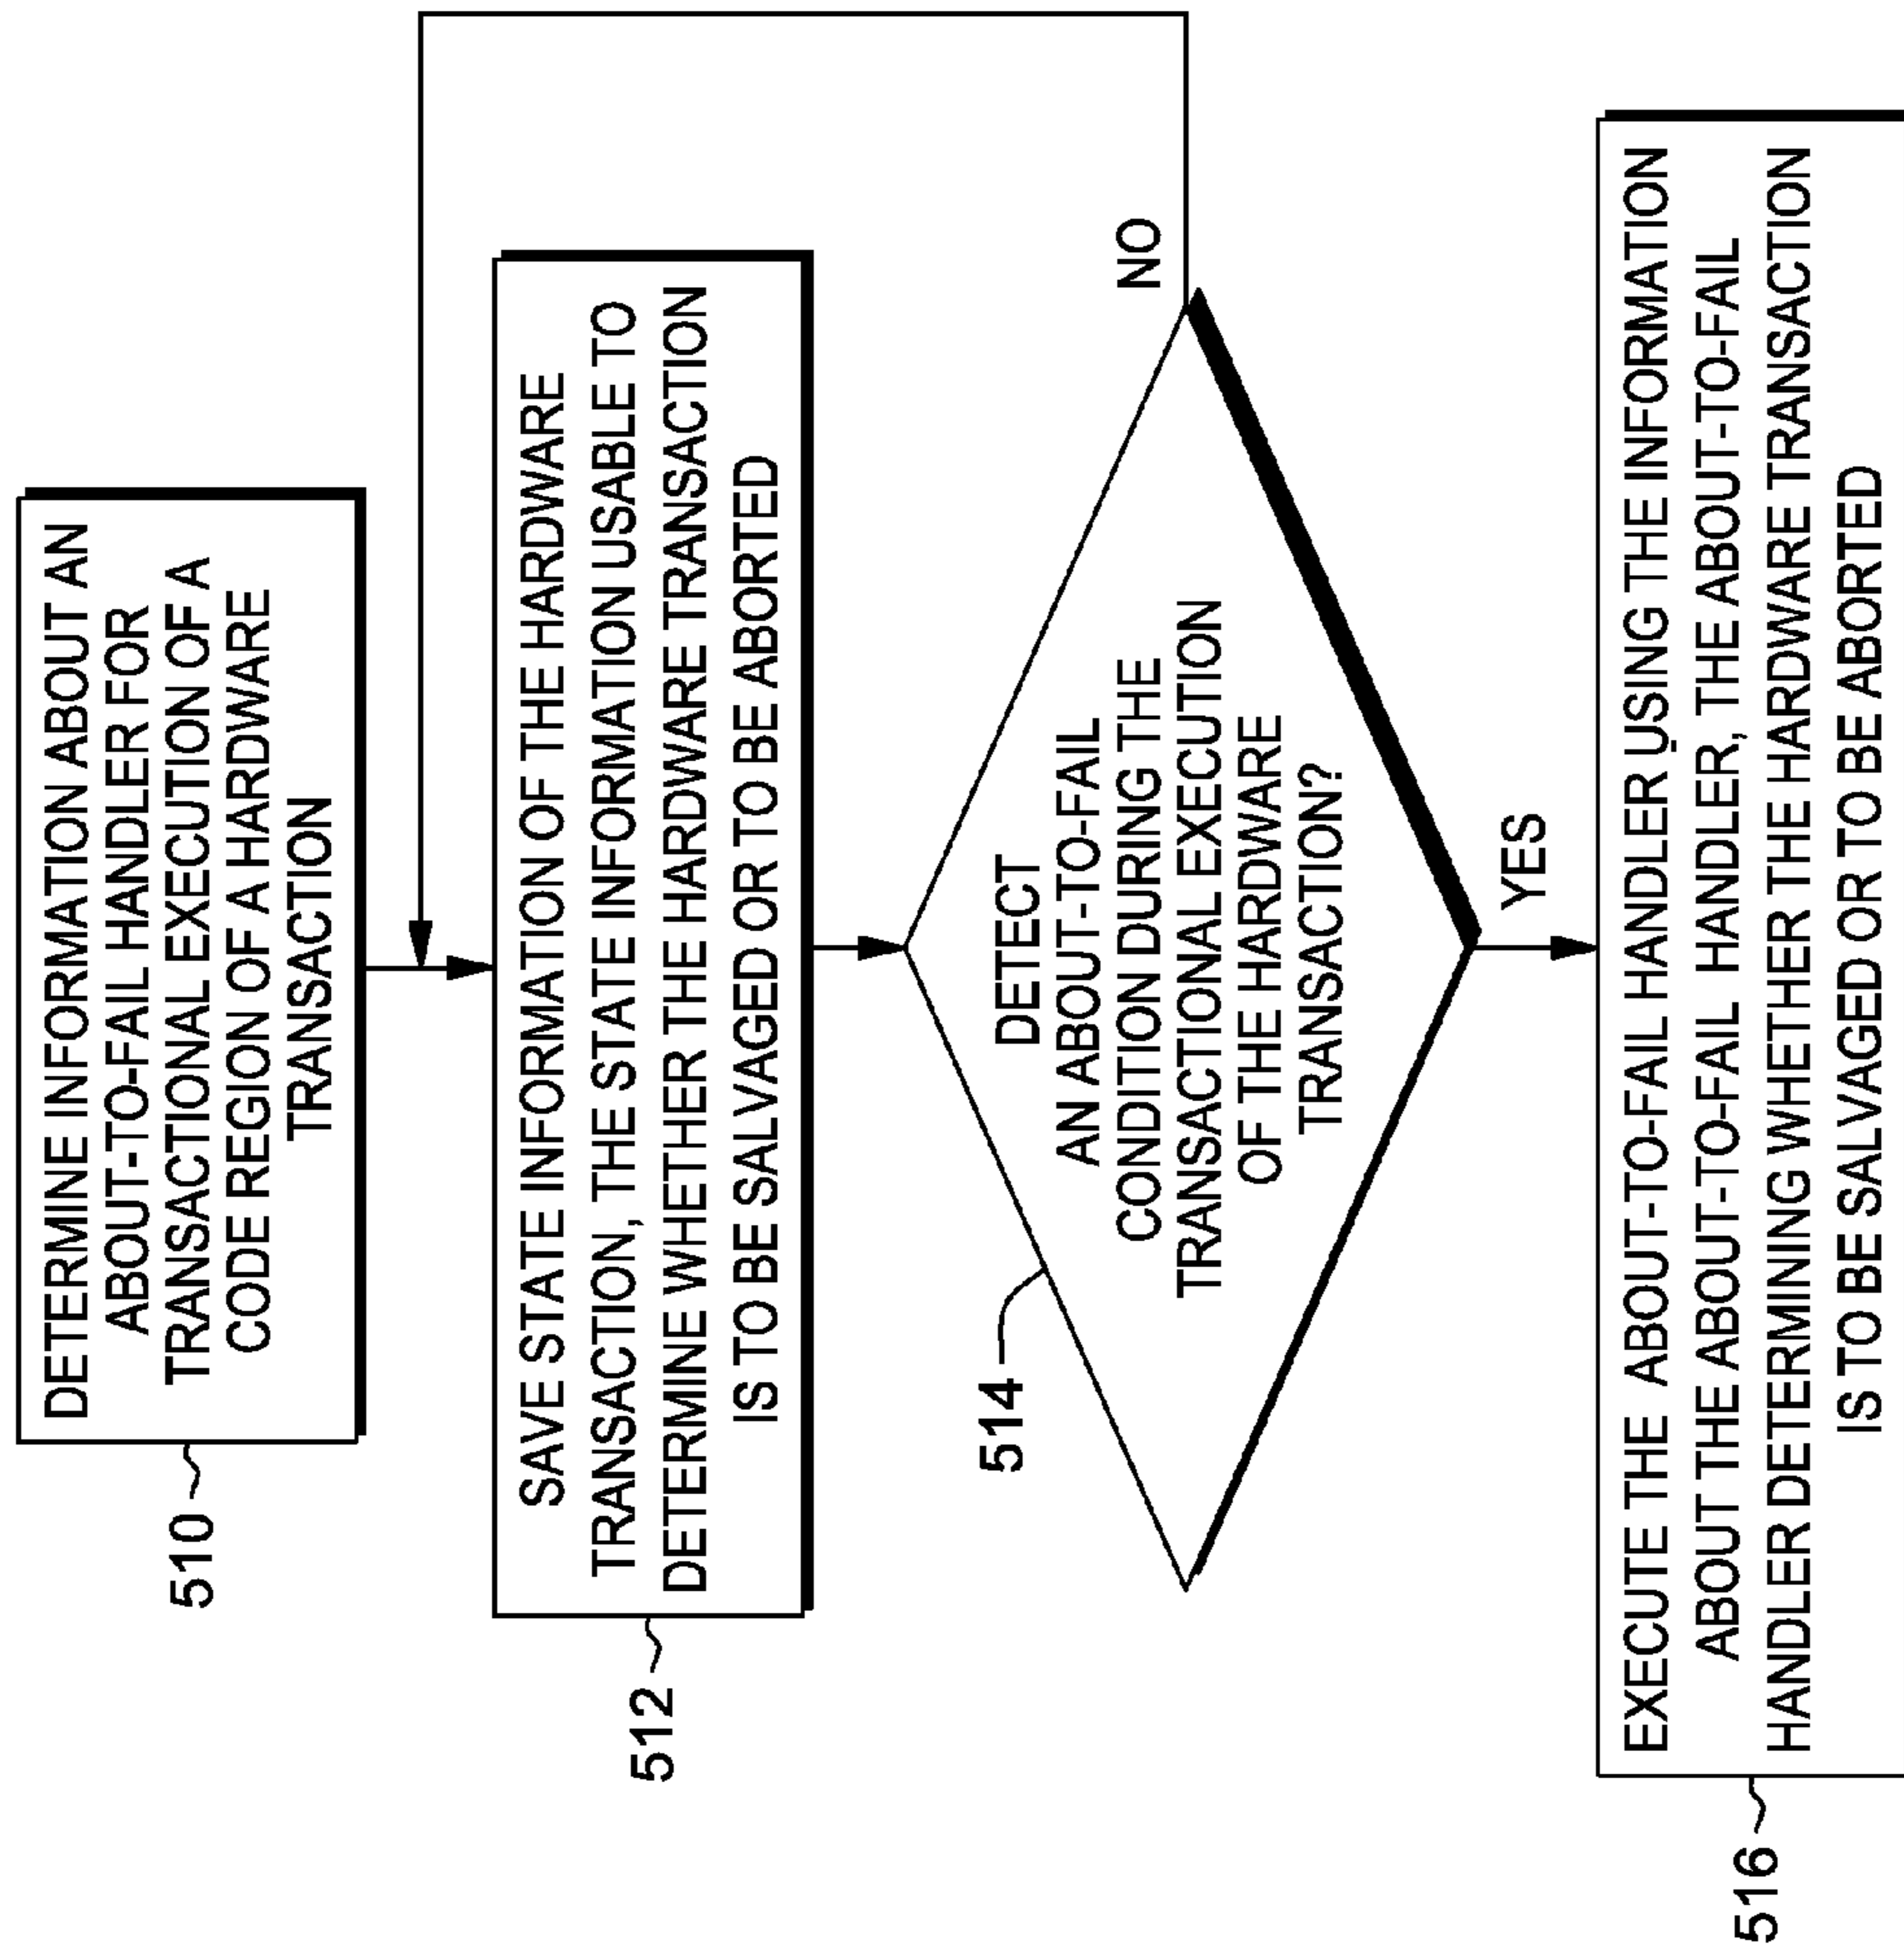 DETERMINE INFORMATION ABOUT AN
ABOUT-TO-FAIL HANDLER FOR
TRANSACTIONAL EXECUTION OF A
CODE REGION OF A HARDWARE
TRANSACTION
510
SAVE STATE INFORMATION OF THE HARDWARE
TRANSACTION, THE STATE INFORMATION USABLE TO
DETERMINE WHETHER THE HARDWARE TRANSACTION
IS TO BE SALVAGED OR TO BE ABORTED
512
DETECT
AN ABOUT-TO-FAIL
CONDITION DURING THE
TRANSACTIONAL EXECUTION
OF THE HARDWARE
TRANSACTION?
514
NO
YES
EXECUTE THE ABOUT-TO-FAIL HANDLER USING THE INFORMATION
ABOUT THE ABOUT-TO-FAIL HANDLER, THE ABOUT-TO-FAIL
HANDLER DETERMINING WHETHER THE HARDWARE TRANSACTION
IS TO BE SALVAGED OR TO BE ABORTED
516